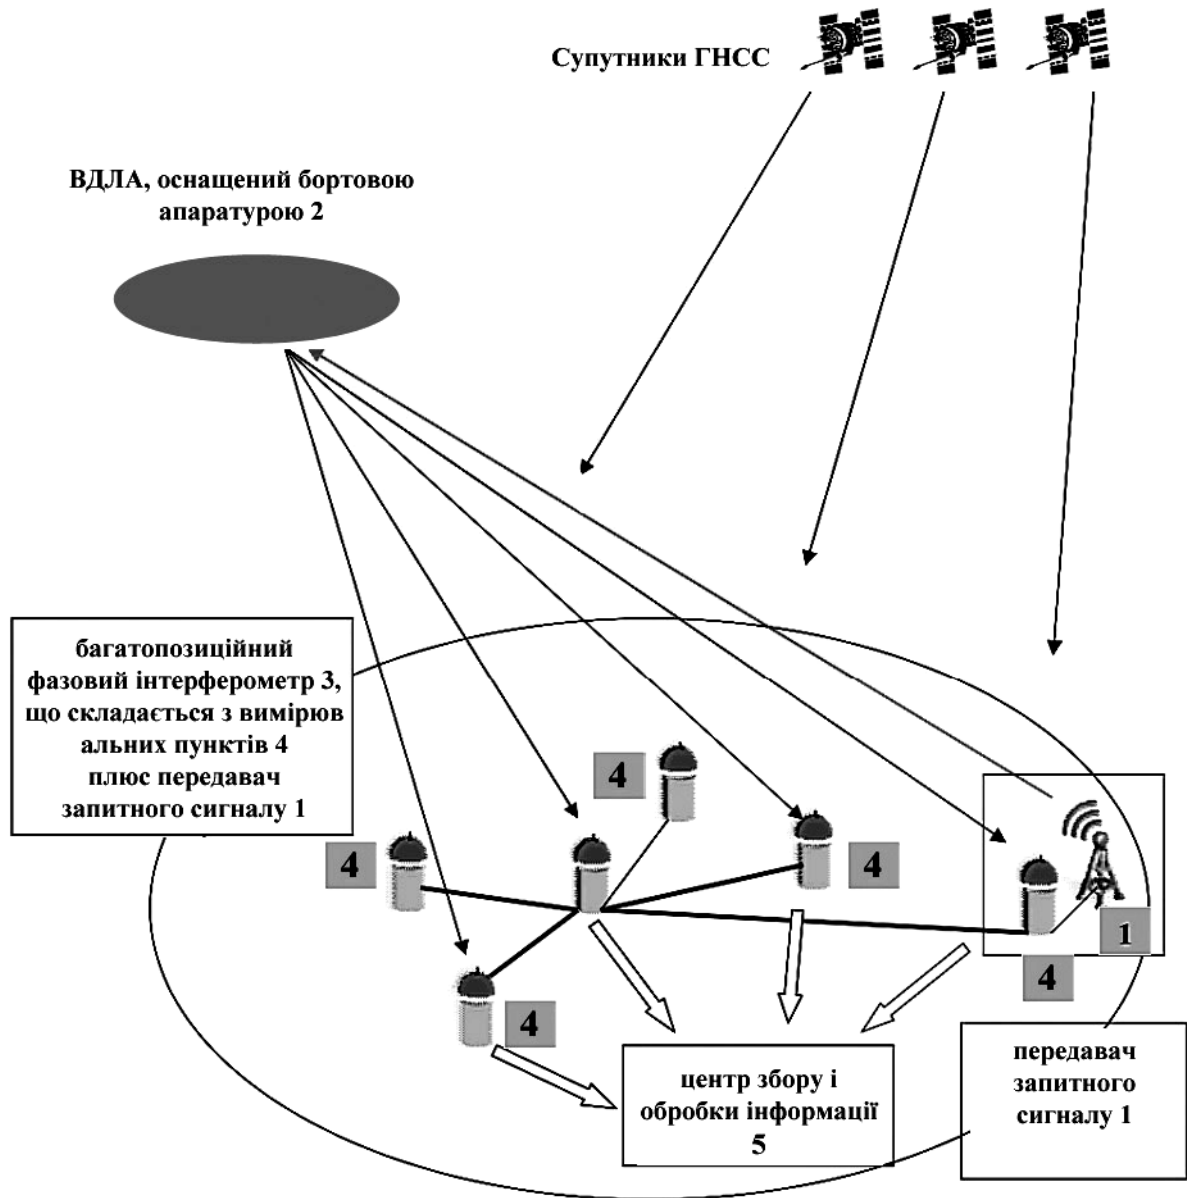 Супутники ГНСС
ВДЛА, оснащений бортовою
апаратурою 2
багатопозиційний
фазовий інтерферометр 3,
що складається з вимірюв
альних пунктів 4
плюс передавач
запитного сигналу 1
4
4
4
1
4
4
передавач
запитного
сигналу 1
центр збору і
обробки інформації
5